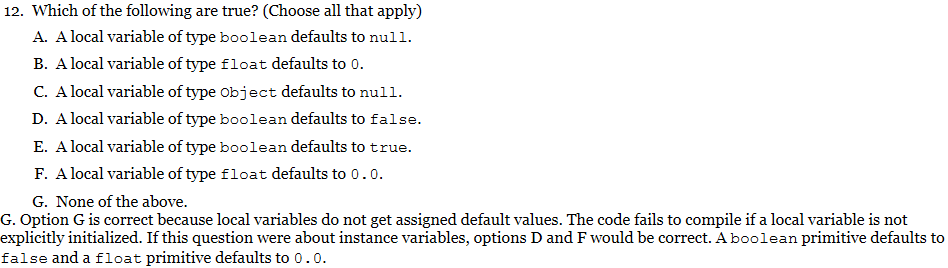 12. Which of the following are true? (Choose all that apply)
A. A local variable of type boolean defaults to null.
B. A local variable of type float defaults to 0.
C. A local variable of type Object defaults to null.
D. A local variable of type boolean defaults to false.
E. A local variable of type boolean defaults to true.
F. A local variable of type float defaults to 0.0.
G. None of the above.
G. Option G is correct because local variables do not get assigned default values. The code fails to compile if a local variable is not
explicitly initialized. If this question were about instance variables, options D and F would be correct. A boolean primitive defaults to
false and a float primitive defaults to 0.0.